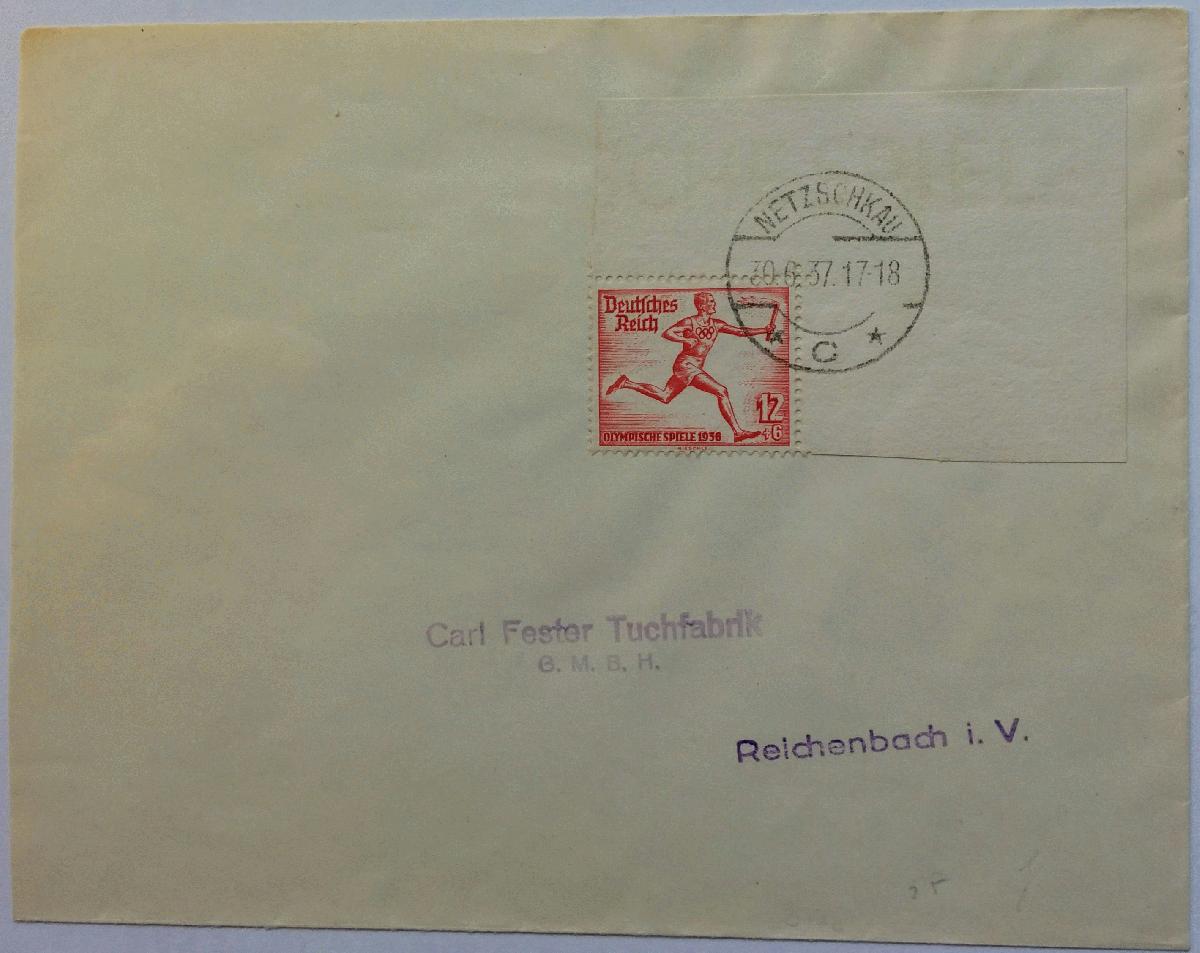 NETZSCHKAU
30.6.37.17-18
* C *
Deutsches
Reich
12
+6
OLYMPISCHE SPIELE 1936
Carl Fester Tuchfabrik
G. M. B. H.
Reichenbach i. V.